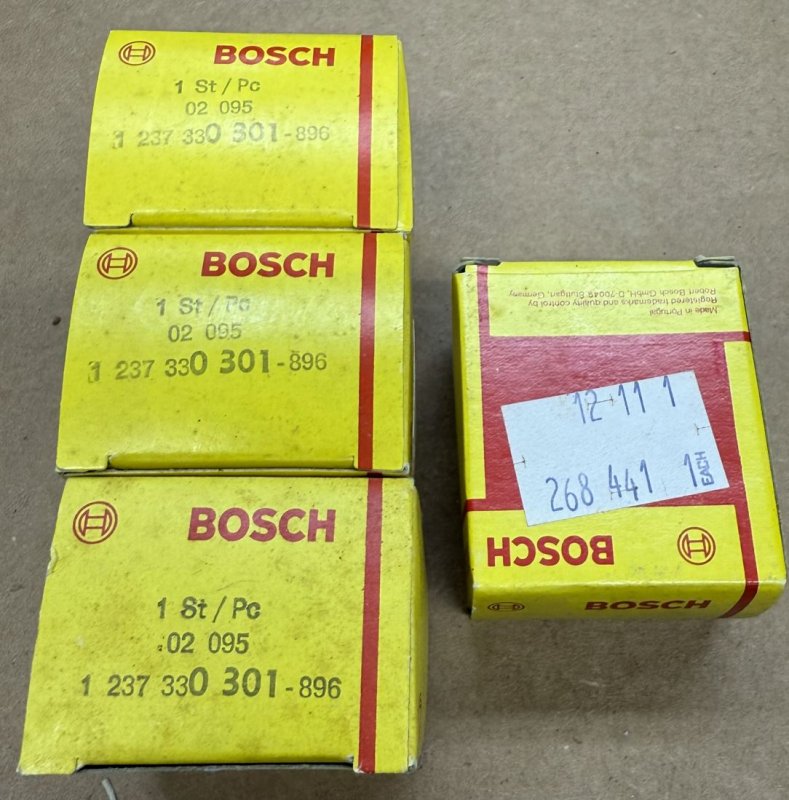 BOSCH
1 St / Pc
02 095
1 237 330 301-896
BOSCH
1 St / Pc
02 095
1 237 330 301-896
BOSCH
1 St / Pc
02 095
1 237 330 301-896
Made in Portugal
Registered trademarks and quality control by
Robert Bosch GmbH, D-70049 Stuttgart, Germany
12 11 1
268 441 1 EACH
BOSCH
BOSCH